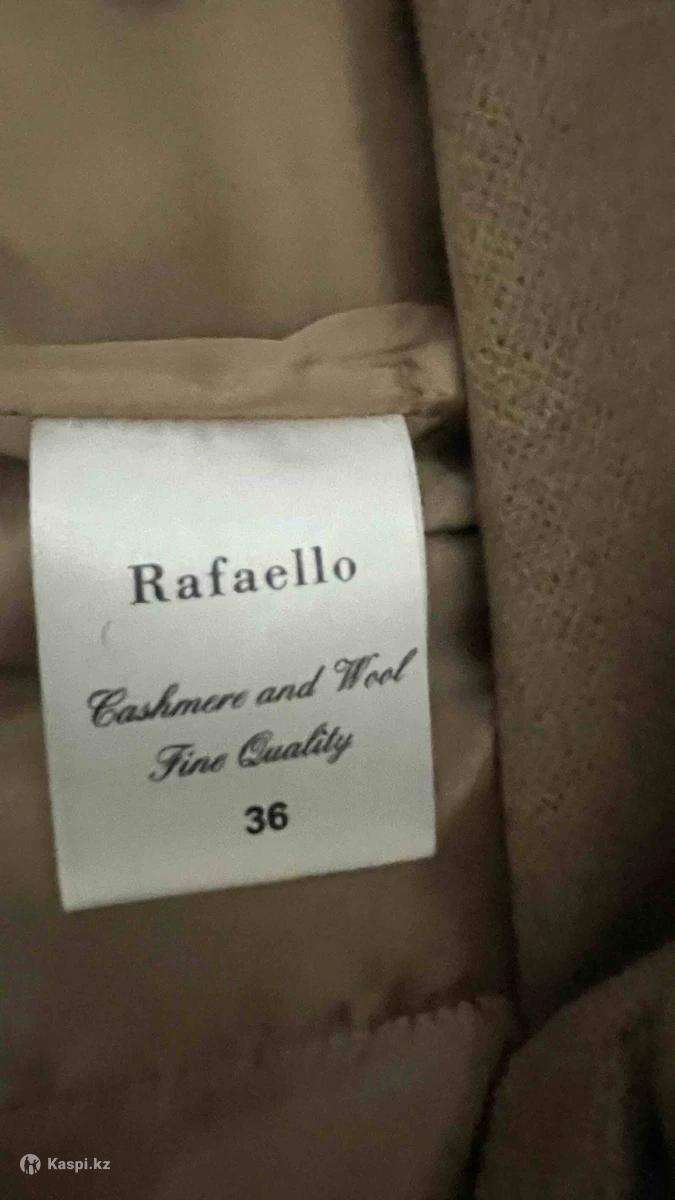 Rafaello
Cashmere and Wool
Fine Quality
36
Kaspi.kz